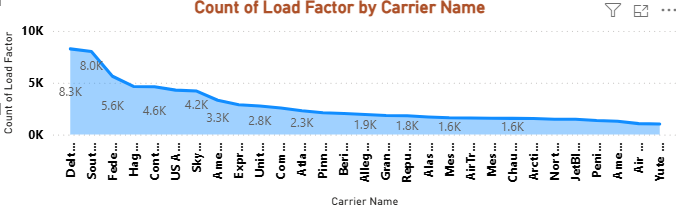 Count of Load Factor by Carrier Name
Count of Load Factor
10K
5K
0K
8.3K
8.0K
5.6K
4.6K
4.2K
3.3K
2.8K
2.3K
1.9K
1.8K
1.6K
1.6K
Delt...
Sout...
Fede...
Hag...
Cont...
US A...
Sky...
Ame...
Expr...
Unit...
Com...
Atla...
Pinn...
Beri...
Alleg...
Gran...
Repu...
Alas...
Mes...
AirTr...
Mes...
Chau...
Arcti...
Nort...
JetBl...
Peni...
Ame...
Air ...
Yute ...
Carrier Name